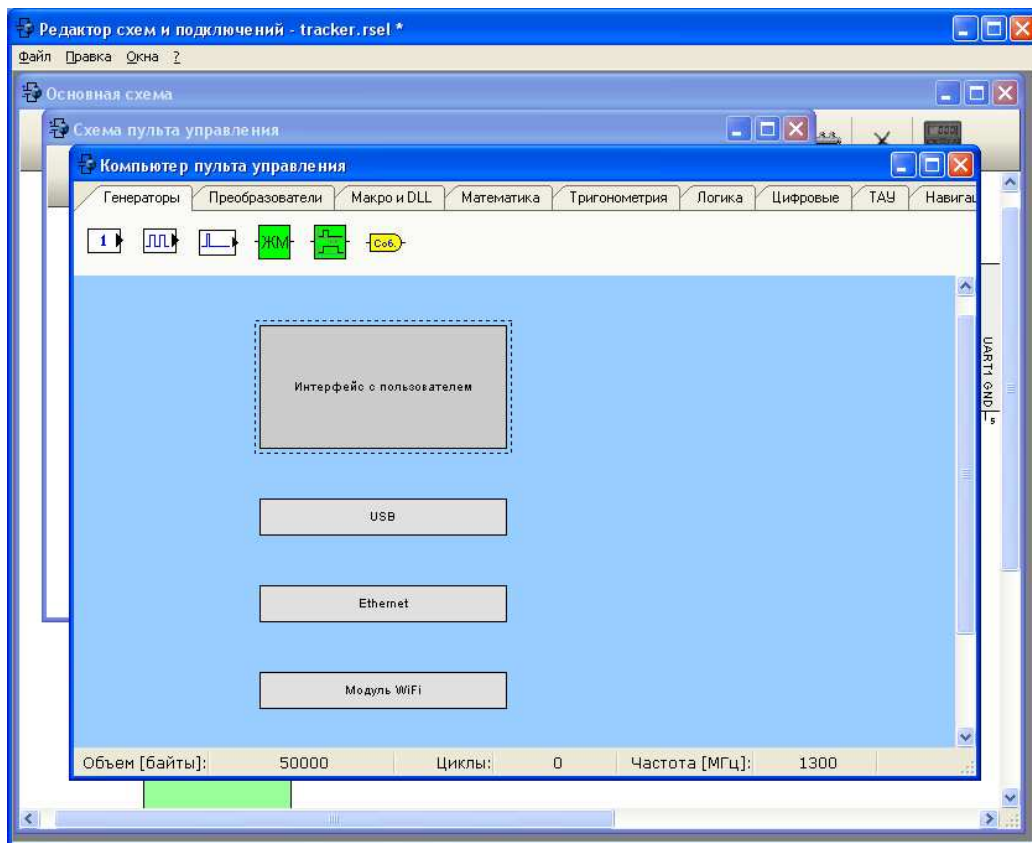 Редактор схем и подключений - tracker.rsel *
Файл Правка Окна ?
Основная схема
Схема пульта управления
Компьютер пульта управления
Генераторы Преобразователи Макро и DLL Математика Тригонометрия Логика Цифровые ТАУ Навигац
1 ЖМ Соб.
Интерфейс с пользователем
USB
Ethernet
Модуль WiFi
UART1 GND
5
Объем [байты]: 50000 Циклы: 0 Частота [МГц]: 1300